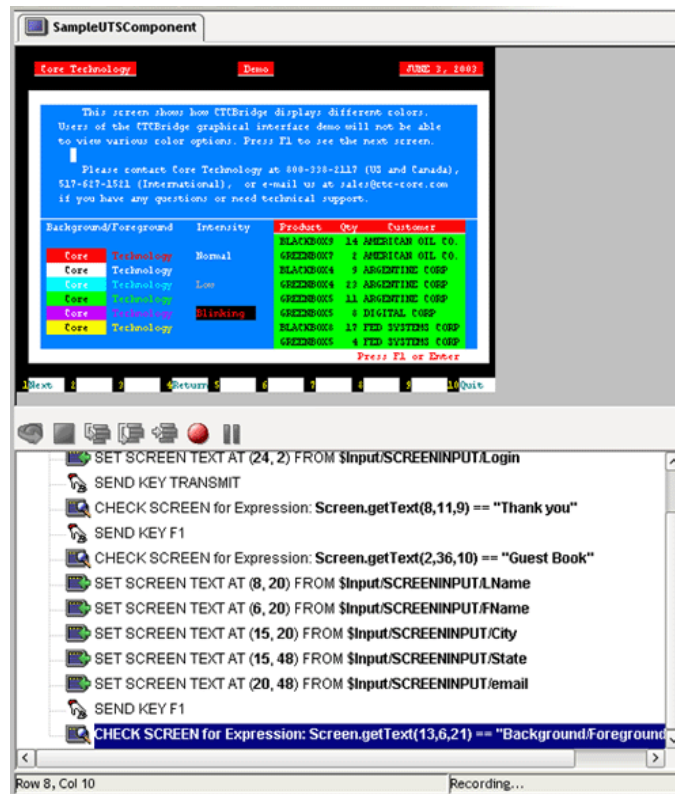 SampleUTSComponent
Core Technology Demo JUNE 3, 2003
This screen shows how CTCBridge displays different colors.
Users of the CTCBridge graphical interface demo will not be able
to view various color options. Press F1 to see the next screen.
Please contact Core Technology at 800-338-2117 (US and Canada),
517-627-1521 (International), or e-mail us at sales@ctc-core.com
if you have any questions or need technical support.
Background/Foreground Intensity Product Qty Customer
BLACKBOX9 14 AMERICAN OIL CO.
Core Technology Normal GREENBOX7 2 AMERICAN OIL CO.
Core Technology BLACKBOX4 9 ARGENTINE CORP
Core Technology Low GREENBOX4 23 ARGENTINE CORP
Core Technology GREENBOX5 11 ARGENTINE CORP
Core Technology Blinking GREENBOX5 8 DIGITAL CORP
Core Technology BLACKBOX8 17 FED SYSTEMS CORP
GREENBOX5 4 FED SYSTEMS CORP
Press F1 or Enter
1Next 2 3 4Return 5 6 7 8 9 10Quit
SET SCREEN TEXT AT (24, 2) FROM $Input/SCREENINPUT/Login
SEND KEY TRANSMIT
CHECK SCREEN for Expression: Screen.getText(8,11,9) == "Thank you"
SEND KEY F1
CHECK SCREEN for Expression: Screen.getText(2,36,10) == "Guest Book"
SET SCREEN TEXT AT (8, 20) FROM $Input/SCREENINPUT/LName
SET SCREEN TEXT AT (6, 20) FROM $Input/SCREENINPUT/FName
SET SCREEN TEXT AT (15, 20) FROM $Input/SCREENINPUT/City
SET SCREEN TEXT AT (15, 48) FROM $Input/SCREENINPUT/State
SET SCREEN TEXT AT (20, 48) FROM $Input/SCREENINPUT/email
SEND KEY F1
CHECK SCREEN for Expression: Screen.getText(13,6,21) == "Background/Foreground
Row 8, Col 10 Recording...